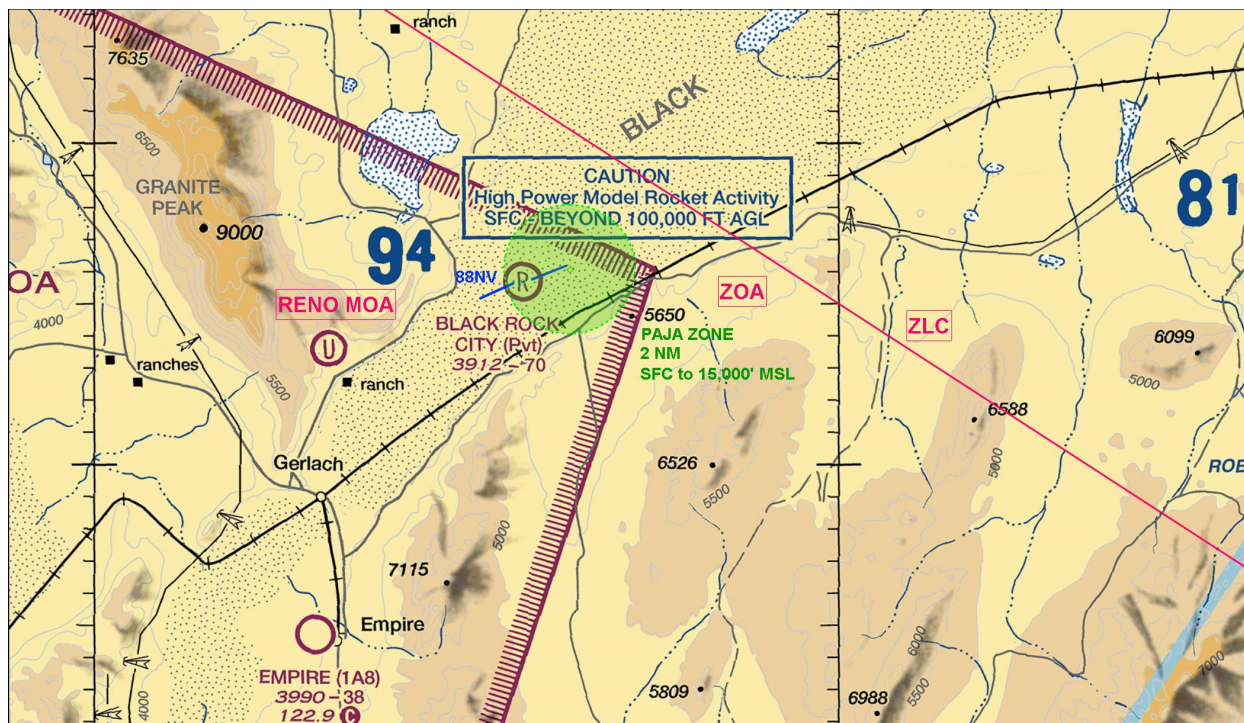 ranch
7635
BLACK
6500
CAUTION
High Power Model Rocket Activity
SFC - BEYOND 100,000 FT AGL
GRANITE
PEAK
9000
94
81
OA
88NV
R
RENO MOA
ZOA
ZLC
4000
BLACK ROCK
CITY (Pvt)
3912 - 70
5650
PAJA ZONE
2 NM
SFC to 15,000' MSL
U
6099
5000
ranches
ranch
5500
6588
5000
Gerlach
6526
5500
ROB
5000
7115
Empire
EMPIRE (1A8)
3990 - 38
122.9 C
4000
5809
6000
5500
6988
7000